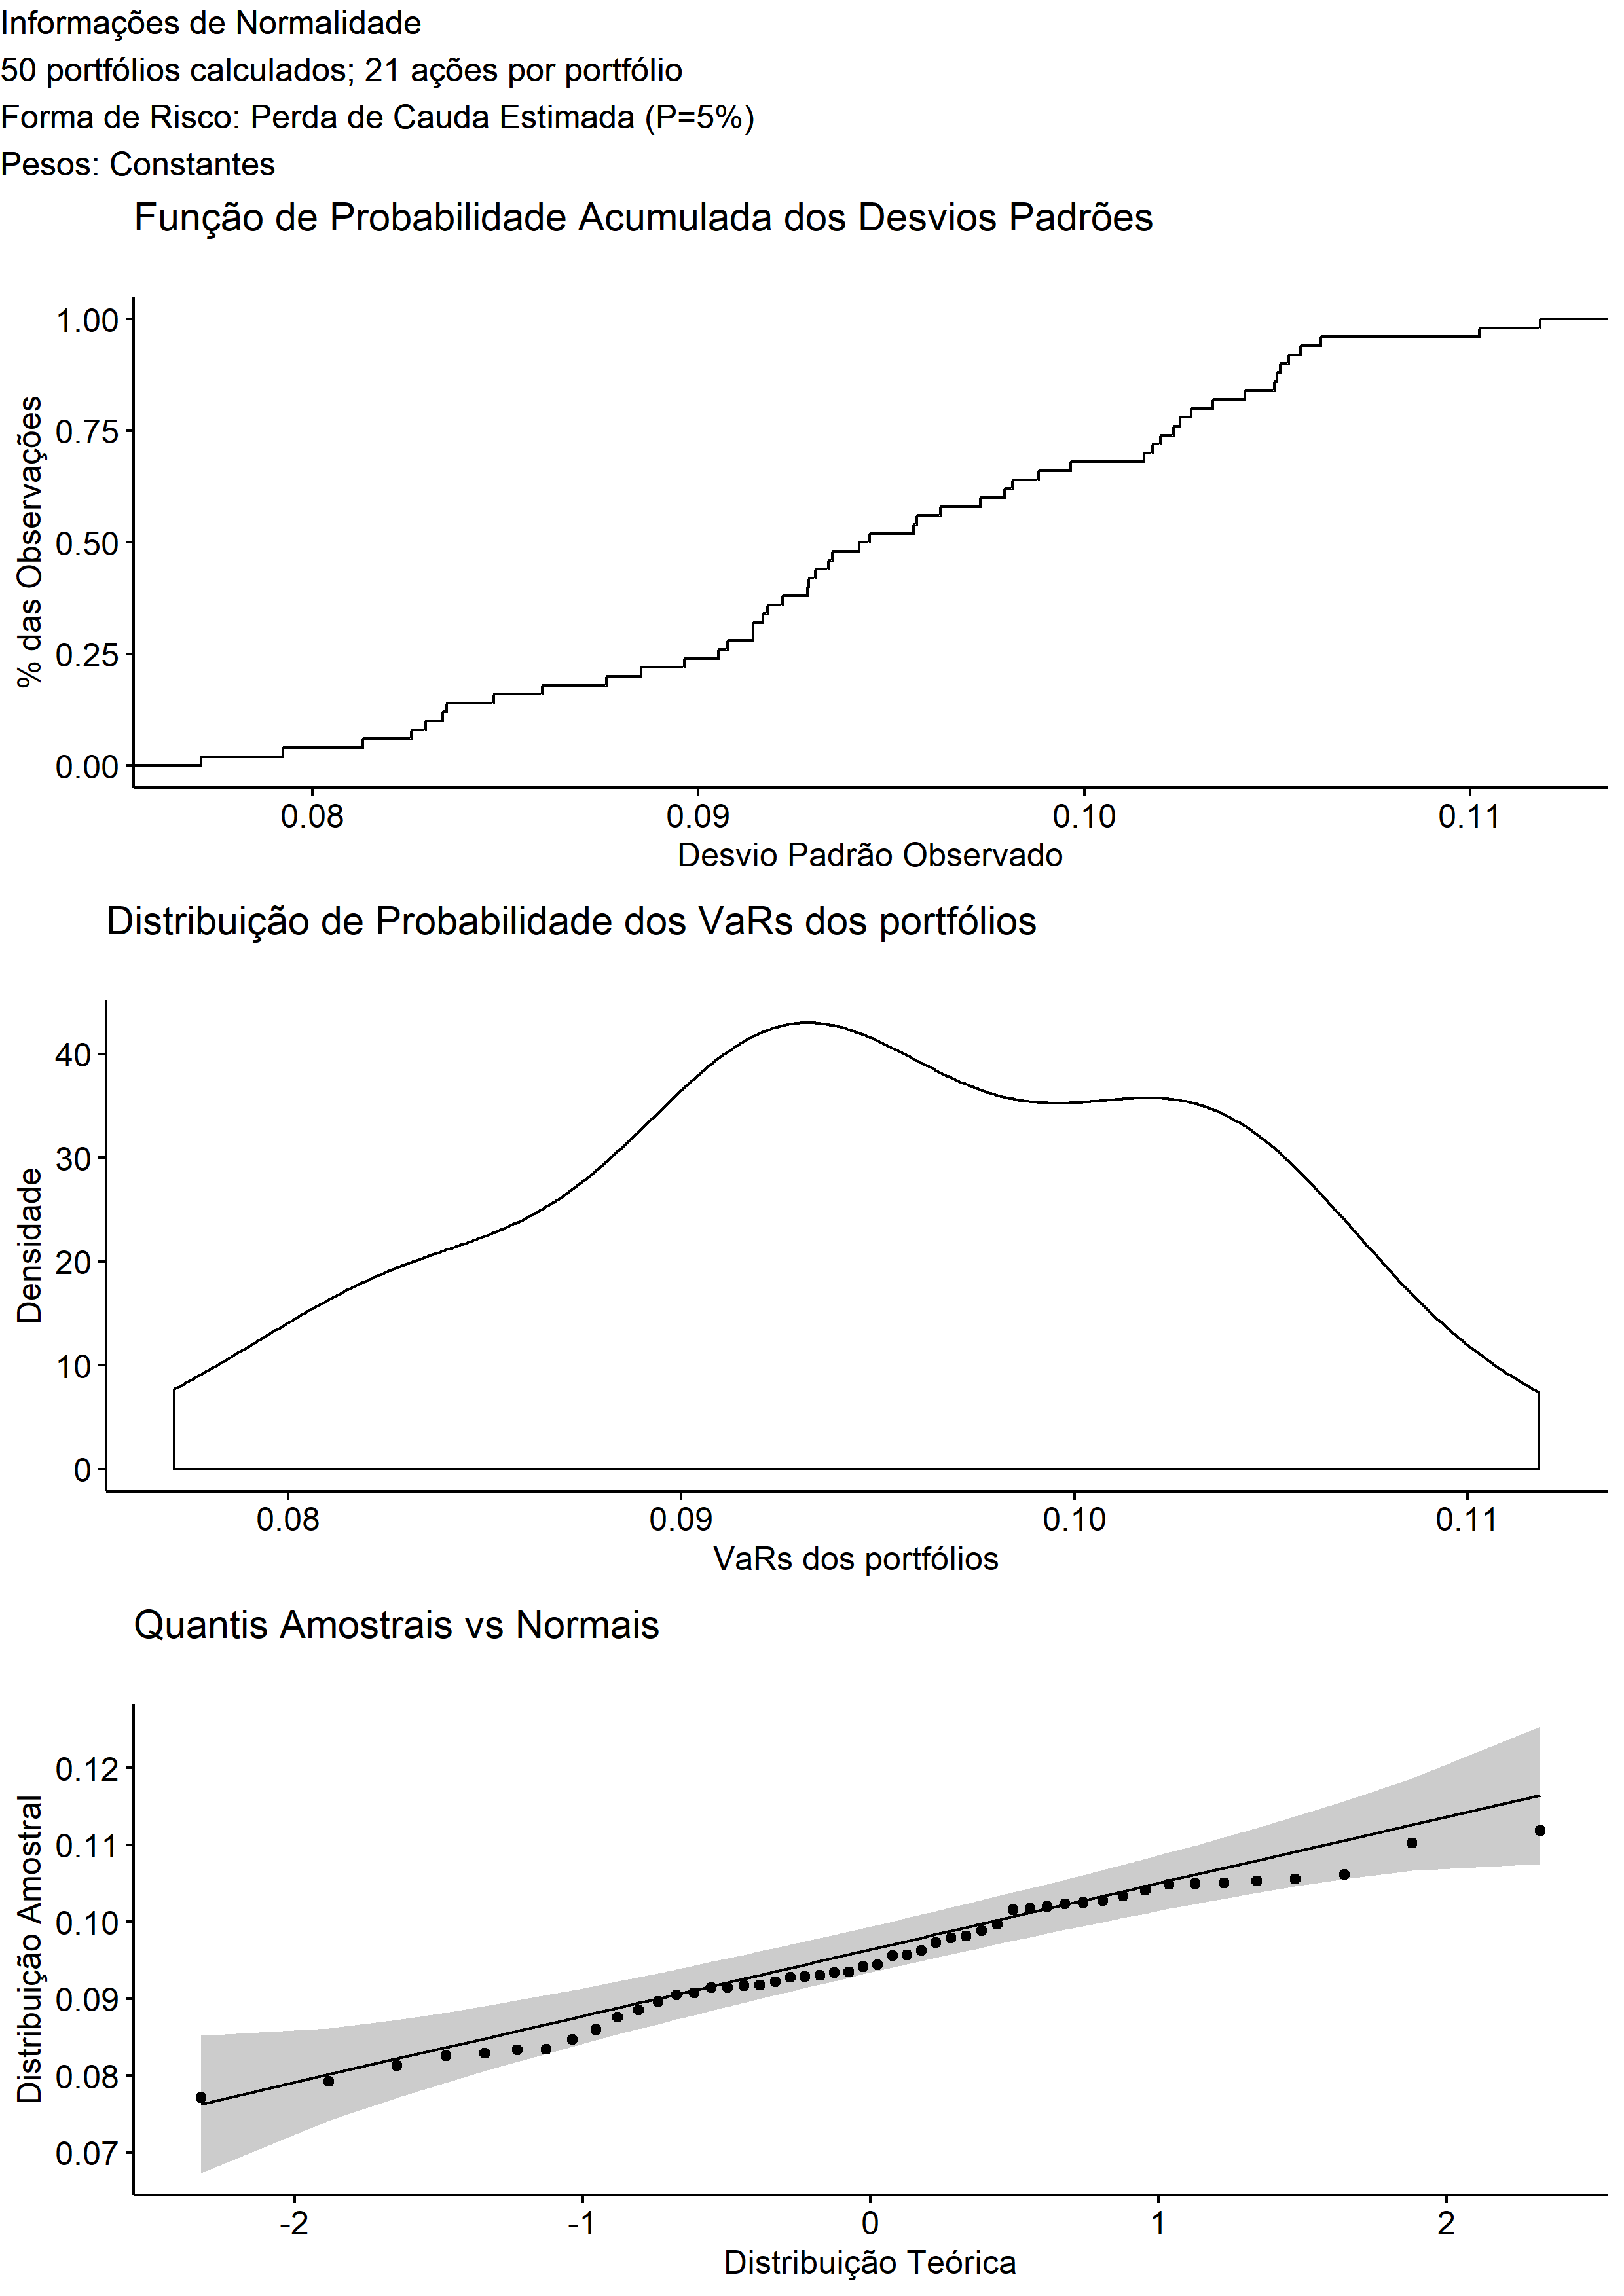 Informações de Normalidade
50 portfólios calculados; 21 ações por portfólio
Forma de Risco: Perda de Cauda Estimada (P=5%)
Pesos: Constantes
Função de Probabilidade Acumulada dos Desvios Padrões
% das Observações
1.00
0.75
0.50
0.25
0.00
0.08 0.09 0.10 0.11
Desvio Padrão Observado
Distribuição de Probabilidade dos VaRs dos portfólios
Densidade
40
30
20
10
0
0.08 0.09 0.10 0.11
VaRs dos portfólios
Quantis Amostrais vs Normais
Distribuição Amostral
0.12
0.11
0.10
0.09
0.08
0.07
-2 -1 0 1 2
Distribuição Teórica